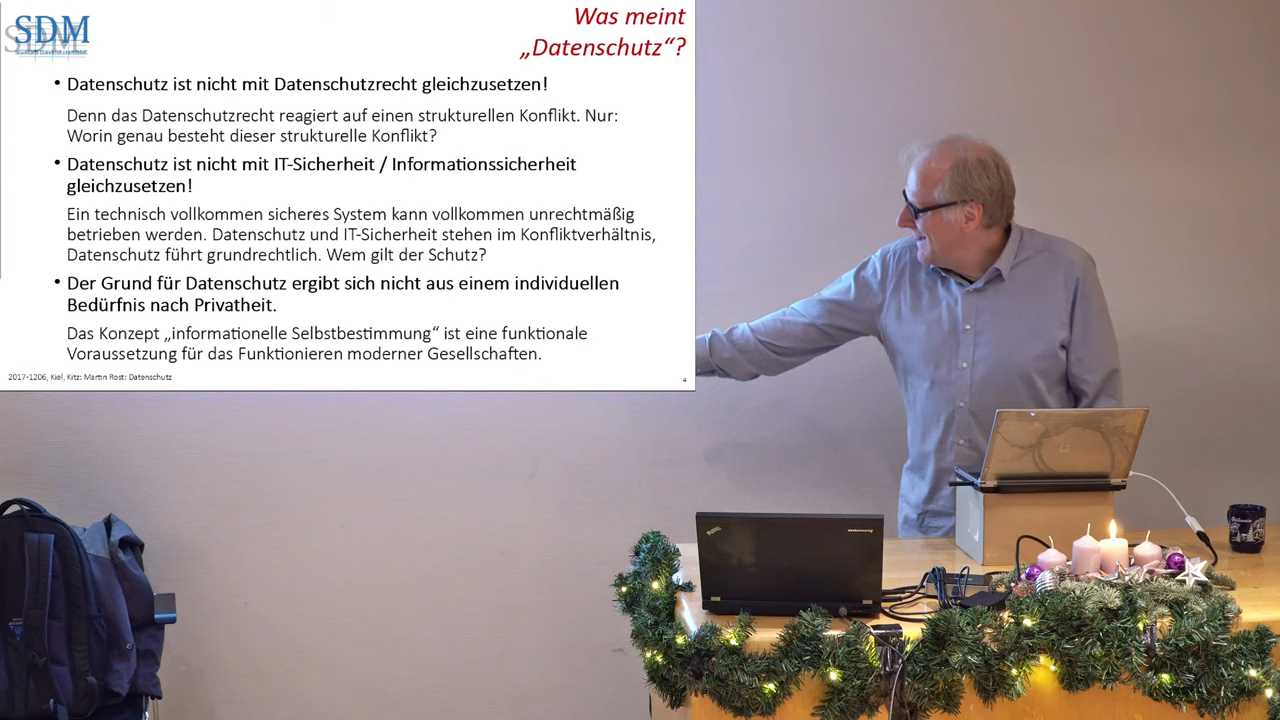 SDM
Was meint
„Datenschutz“?
• Datenschutz ist nicht mit Datenschutzrecht gleichzusetzen!
Denn das Datenschutzrecht reagiert auf einen strukturellen Konflikt. Nur:
Worin genau besteht dieser strukturelle Konflikt?
• Datenschutz ist nicht mit IT-Sicherheit / Informationssicherheit
gleichzusetzen!
Ein technisch vollkommen sicheres System kann vollkommen unrechtmäßig
betrieben werden. Datenschutz und IT-Sicherheit stehen im Konfliktverhältnis,
Datenschutz führt grundrechtlich. Wem gilt der Schutz?
• Der Grund für Datenschutz ergibt sich nicht aus einem individuellen
Bedürfnis nach Privatheit.
Das Konzept „informationelle Selbstbestimmung“ ist eine funktionale
Voraussetzung für das Funktionieren moderner Gesellschaften.
2017-1206, Kiel, Kitz: Martin Rost: Datenschutz
4
ThinkPad
hp